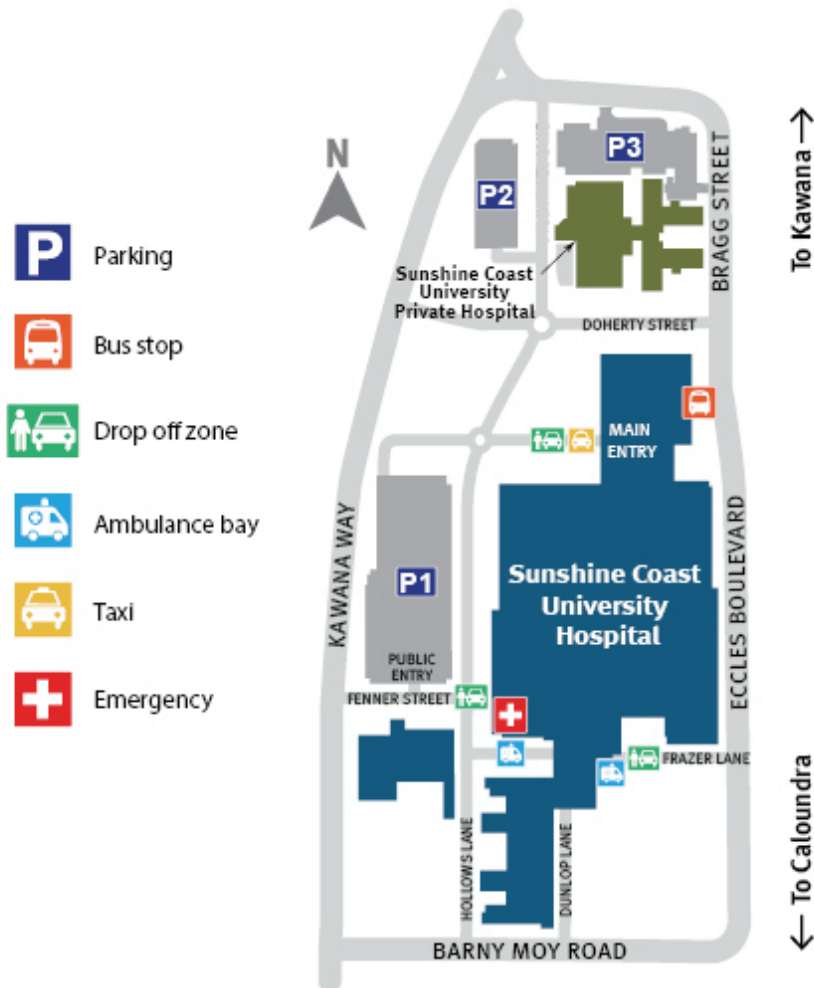 N
P
Parking
Bus stop
Drop off zone
Ambulance bay
Taxi
Emergency
P3
P2
Sunshine Coast
University
Private Hospital
BRAGG STREET
To Kawana →
DOHERTY STREET
MAIN
ENTRY
KAWANA WAY
P1
PUBLIC
ENTRY
Sunshine Coast
University
Hospital
ECCLES BOULEVARD
FENNER STREET
FRAZER LANE
HOLLOWS LANE
DUNLOP LANE
BARNY MOY ROAD
← To Caloundra